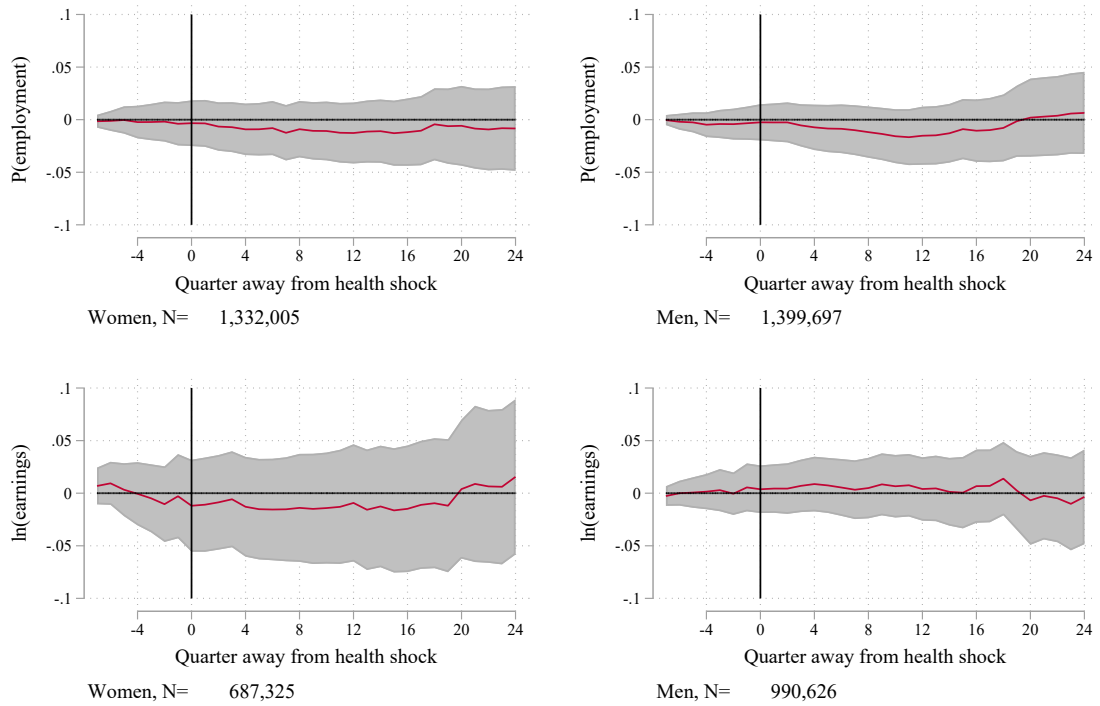 .1
.05
0
-.05
-.1
P(employment)
-4 0 4 8 12 16 20 24
Quarter away from health shock
Women, N= 1,332,005
.1
.05
0
-.05
-.1
P(employment)
-4 0 4 8 12 16 20 24
Quarter away from health shock
Men, N= 1,399,697
.1
.05
0
-.05
-.1
ln(earnings)
-4 0 4 8 12 16 20 24
Quarter away from health shock
Women, N= 687,325
.1
.05
0
-.05
-.1
ln(earnings)
-4 0 4 8 12 16 20 24
Quarter away from health shock
Men, N= 990,626